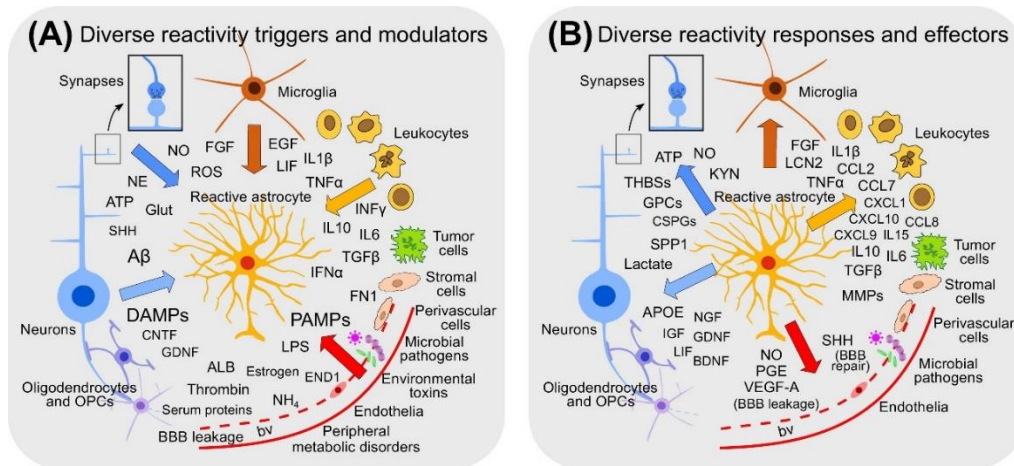 (A) Diverse reactivity triggers and modulators
Synapses
Microglia
Leukocytes
NO
FGF
EGF
LIF
IL1β
ROS
TNFα
NE
Reactive astrocyte
ATP
Glut
INFγ
SHH
IL10
IL6
Tumor
cells
Aβ
TGFβ
IFNα
Stromal
cells
FN1
Neurons
DAMPs
PAMPs
Perivascular
cells
CNTF
GDNF
LPS
Microbial
pathogens
ALB
Estrogen
END1
Environmental
toxins
Oligodendrocytes
and OPCs
Thrombin
NH4
Serum proteins
Endothelia
BBB leakage
bv
Peripheral
metabolic disorders
(B) Diverse reactivity responses and effectors
Synapses
Microglia
Leukocytes
ATP
NO
KYN
FGF
LCN2
IL1β
CCL2
THBSs
Reactive astrocyte
TNFα
CCL7
GPCs
CXCL1
CSPGs
CXCL10
CCL8
CXCL9
IL15
SPP1
IL10
IL6
Tumor
cells
Lactate
TGFβ
Stromal
cells
MMPs
Neurons
APOE
NGF
IGF
GDNF
LIF
BDNF
Perivascular
cells
SHH
(BBB
repair)
NO
PGE
VEGF-A
(BBB leakage)
Microbial
pathogens
Oligodendrocytes
and OPCs
Endothelia
bv